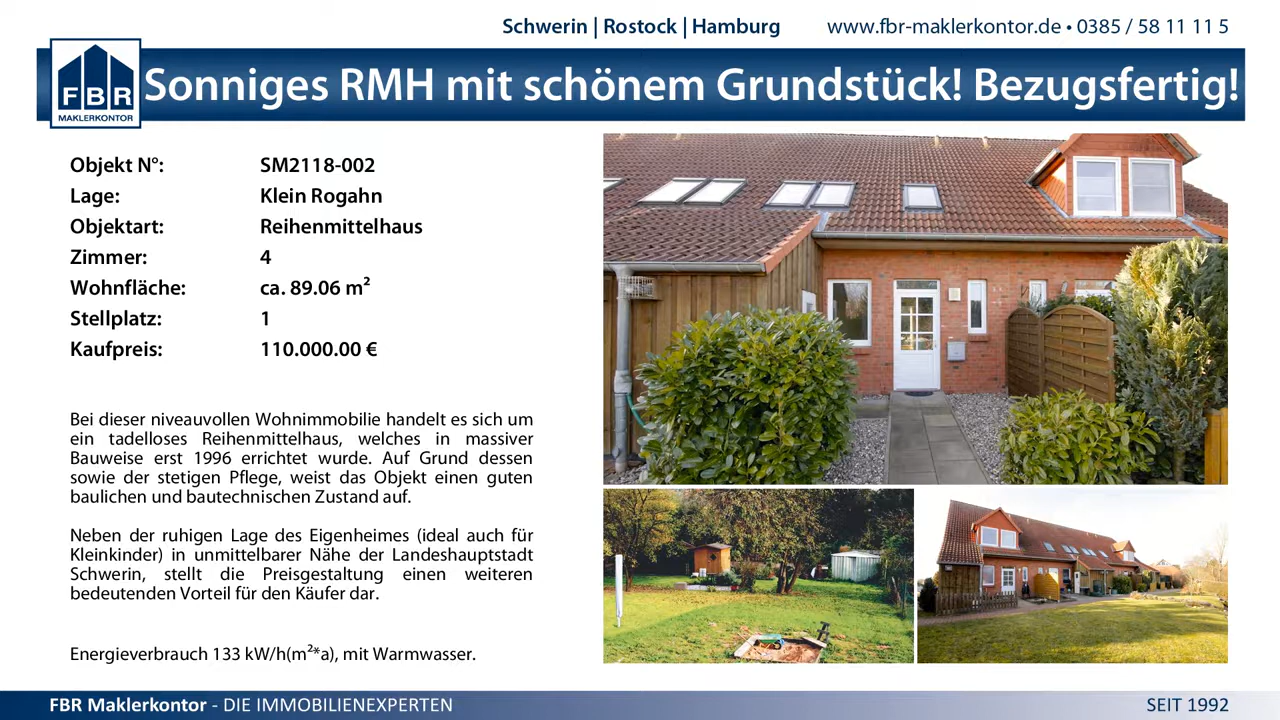 Schwerin | Rostock | Hamburg www.fbr-maklerkontor.de • 0385 / 58 11 11 5
FBR
MAKLERKONTOR
Sonniges RMH mit schönem Grundstück! Bezugsfertig!
Objekt N°: SM2118-002
Lage: Klein Rogahn
Objektart: Reihenmittelhaus
Zimmer: 4
Wohnfläche: ca. 89.06 m²
Stellplatz: 1
Kaufpreis: 110.000.00 €
Bei dieser niveauvollen Wohnimmobilie handelt es sich um
ein tadelloses Reihenmittelhaus, welches in massiver
Bauweise erst 1996 errichtet wurde. Auf Grund dessen
sowie der stetigen Pflege, weist das Objekt einen guten
baulichen und bautechnischen Zustand auf.
Neben der ruhigen Lage des Eigenheimes (ideal auch für
Kleinkinder) in unmittelbarer Nähe der Landeshauptstadt
Schwerin, stellt die Preisgestaltung einen weiteren
bedeutenden Vorteil für den Käufer dar.
Energieverbrauch 133 kW/h(m²*a), mit Warmwasser.
FBR Maklerkontor - DIE IMMOBILIENEXPERTEN SEIT 1992